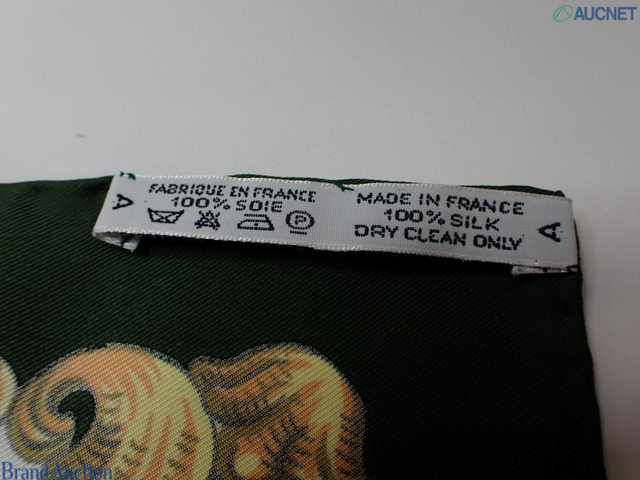 AUCNET
A
FABRIQUE EN FRANCE
100% SOIE
P
MADE IN FRANCE
100% SILK
DRY CLEAN ONLY
A
Brand Auction